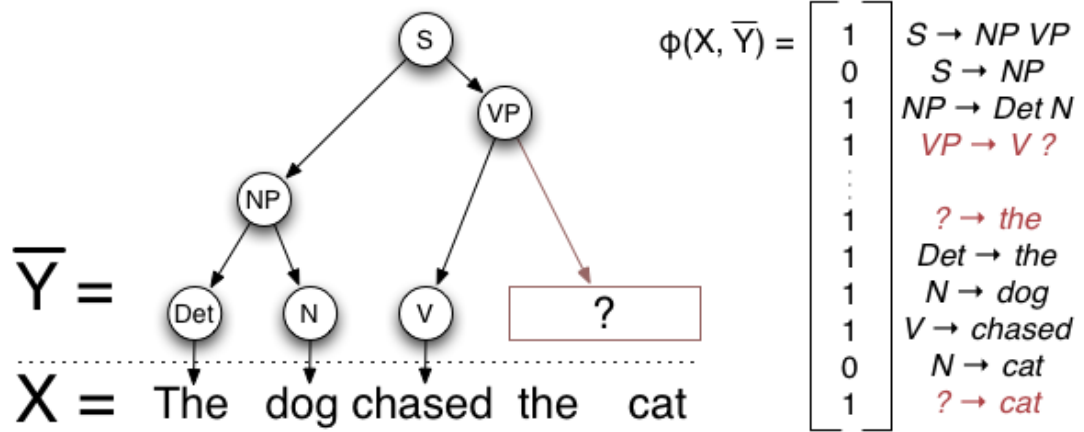 S
VP
NP
Det
N
V
?
Y =
X = The dog chased the cat
ϕ(X, Y̅) =
1 S → NP VP
0 S → NP
1 NP → Det N
1 VP → V ?
1 ? → the
1 Det → the
1 N → dog
1 V → chased
0 N → cat
1 ? → cat